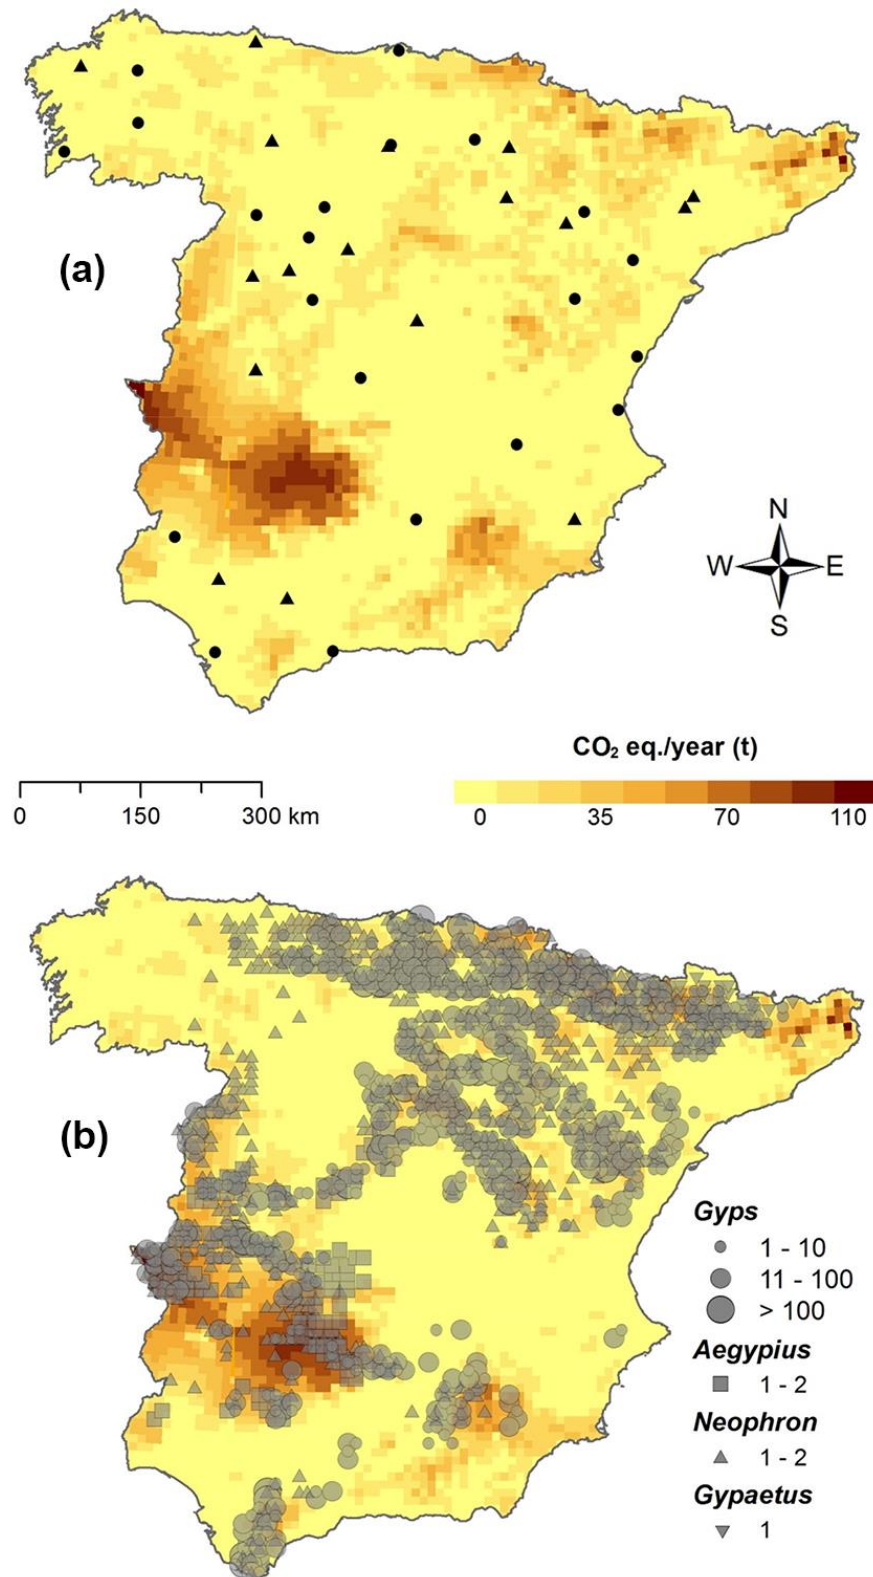 (a)
N
W E
S
CO₂ eq./year (t)
0 150 300 km
0 35 70 110
(b)
Gyps
1 - 10
11 - 100
> 100
Aegypius
1 - 2
Neophron
1 - 2
Gypaetus
1